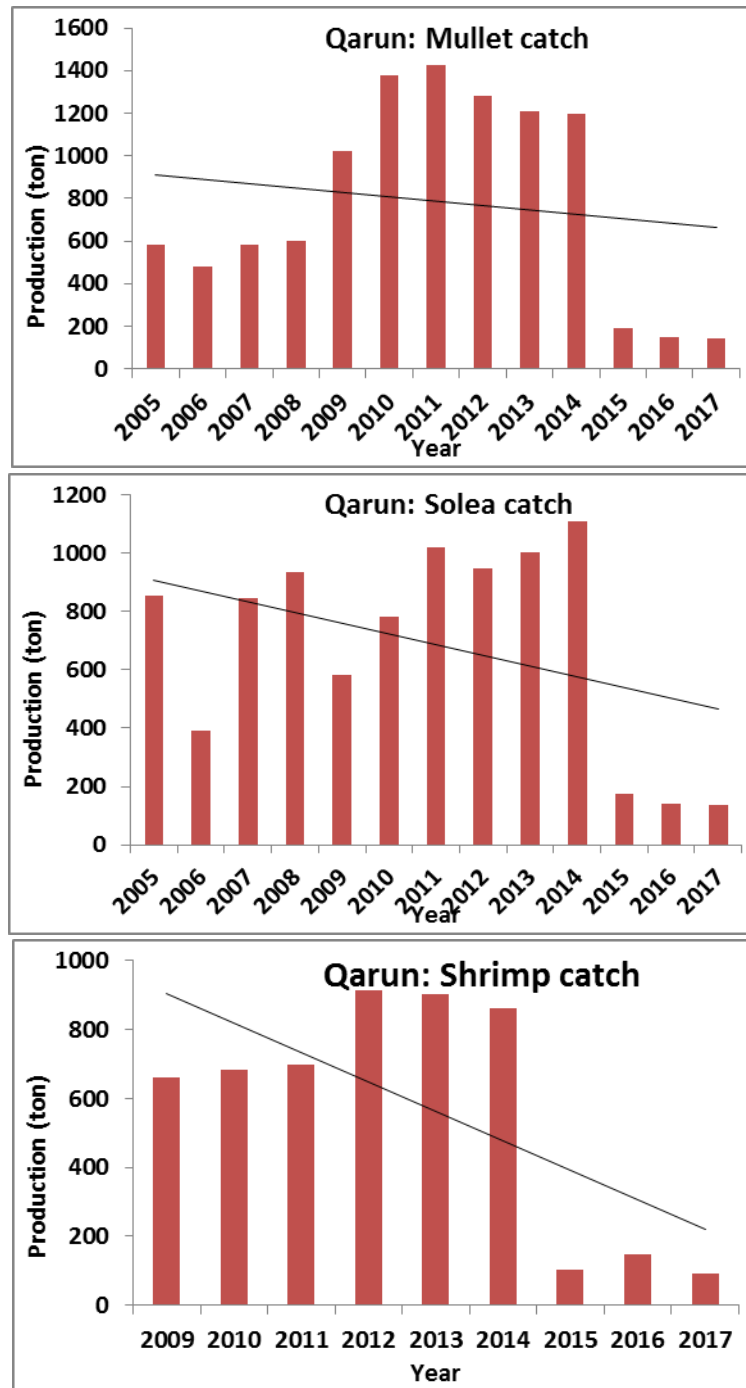 Qarun: Mullet catch
Production (ton)
1600
1400
1200
1000
800
600
400
200
0
2005 2006 2007 2008 2009 2010 2011 2012 2013 2014 2015 2016 2017
Year
Qarun: Solea catch
Production (ton)
1200
1000
800
600
400
200
0
2005 2006 2007 2008 2009 2010 2011 2012 2013 2014 2015 2016 2017
Year
Qarun: Shrimp catch
Production (ton)
1000
800
600
400
200
0
2009 2010 2011 2012 2013 2014 2015 2016 2017
Year